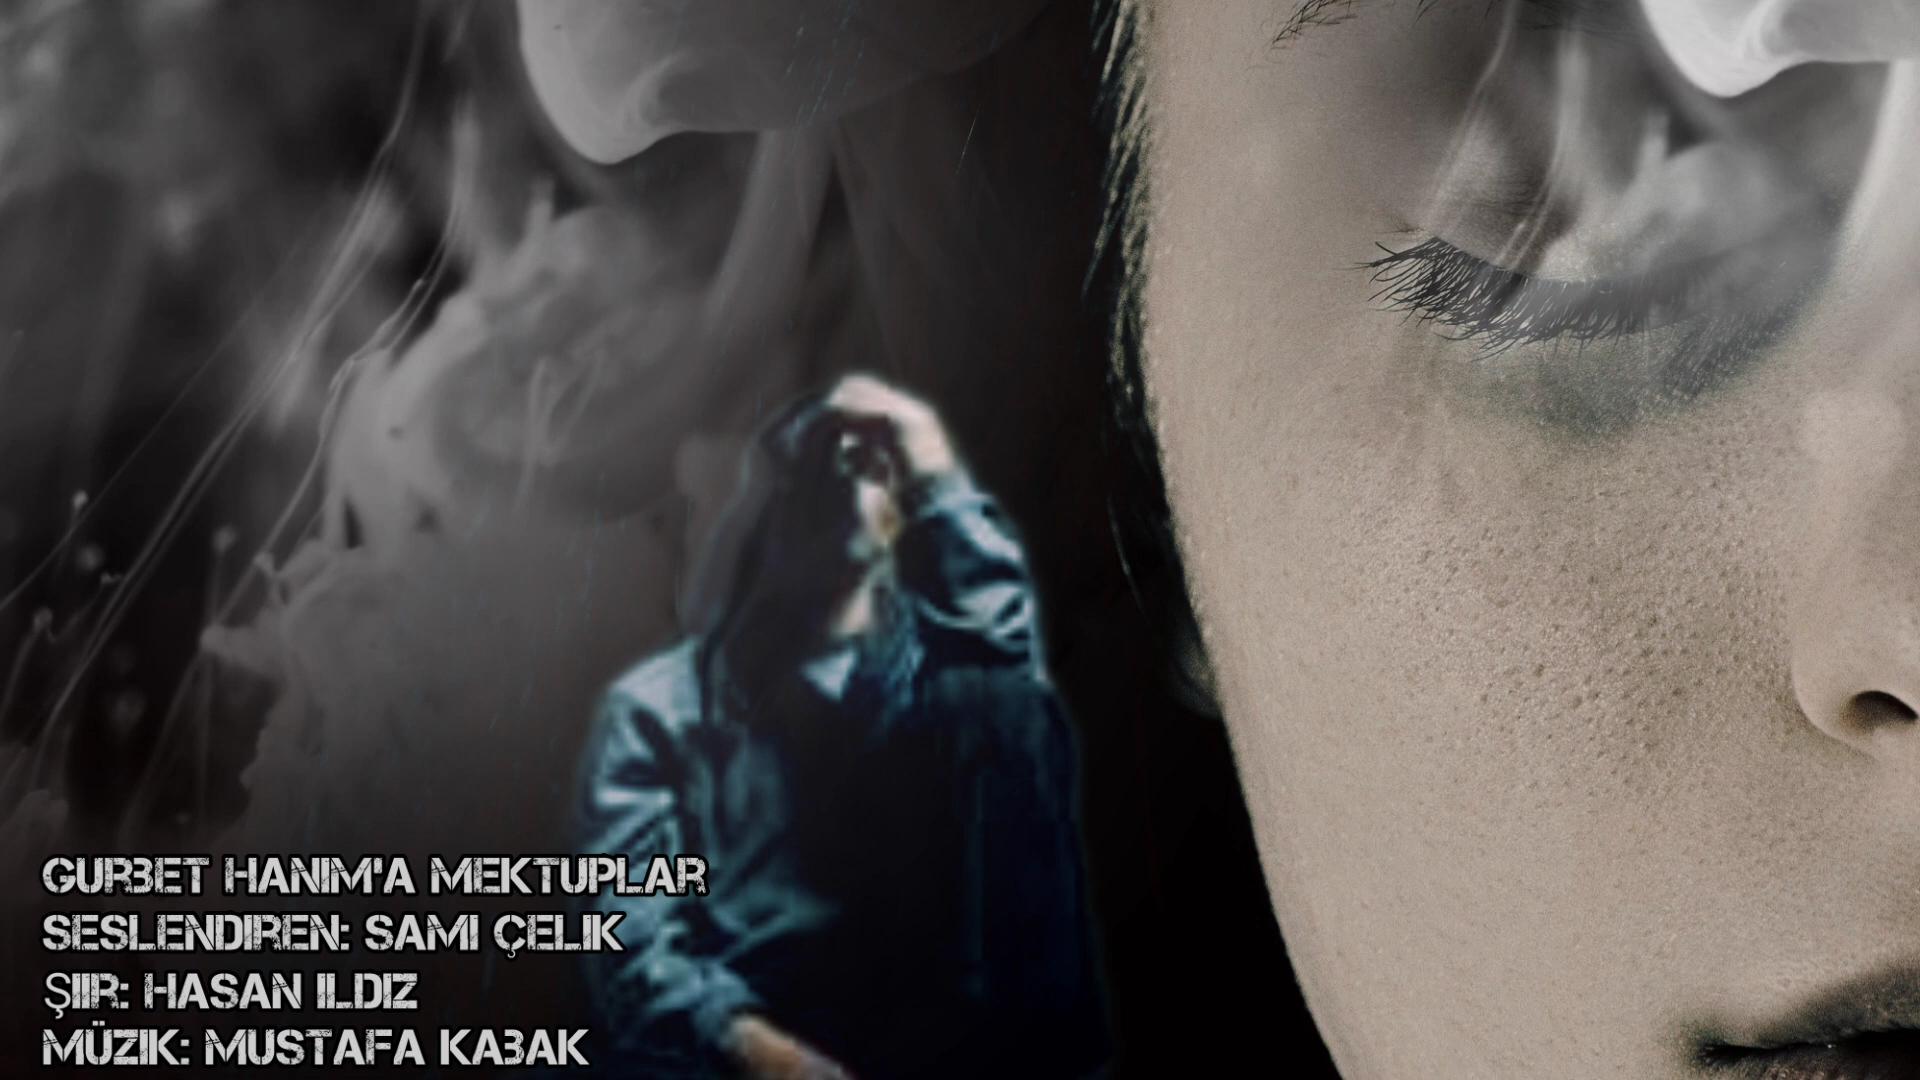 GURBET HANIM'A MEKTUPLAR
SESLENDIREN: SAMI ÇELIK
ŞIIR: HASAN ILDIZ
MÜZIK: MUSTAFA KABAK